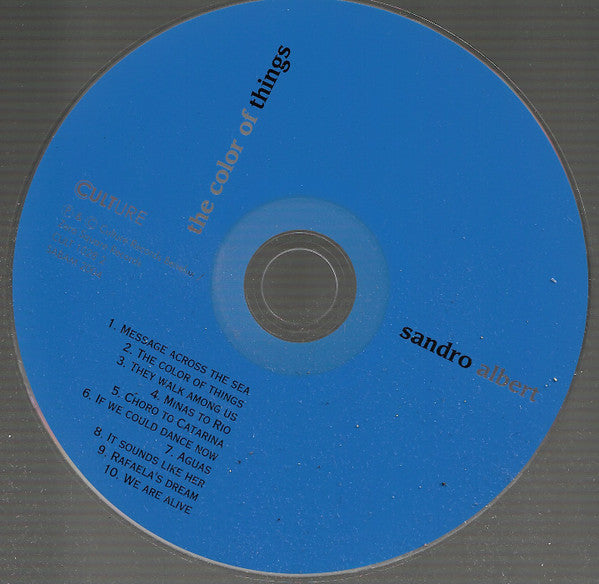 the color of things
CULTURE
sandro albert
1. MESSAGE ACROSS THE SEA
2. THE COLOR OF THINGS
3. THEY WALK AMONG US
4. MINAS TO RIO
5. CHORO TO CATARINA
6. IF WE COULD DANCE NOW
7. AGUAS
8. IT SOUNDS LIKE HER
9. RAFAELA'S DREAM
10. WE ARE ALIVE